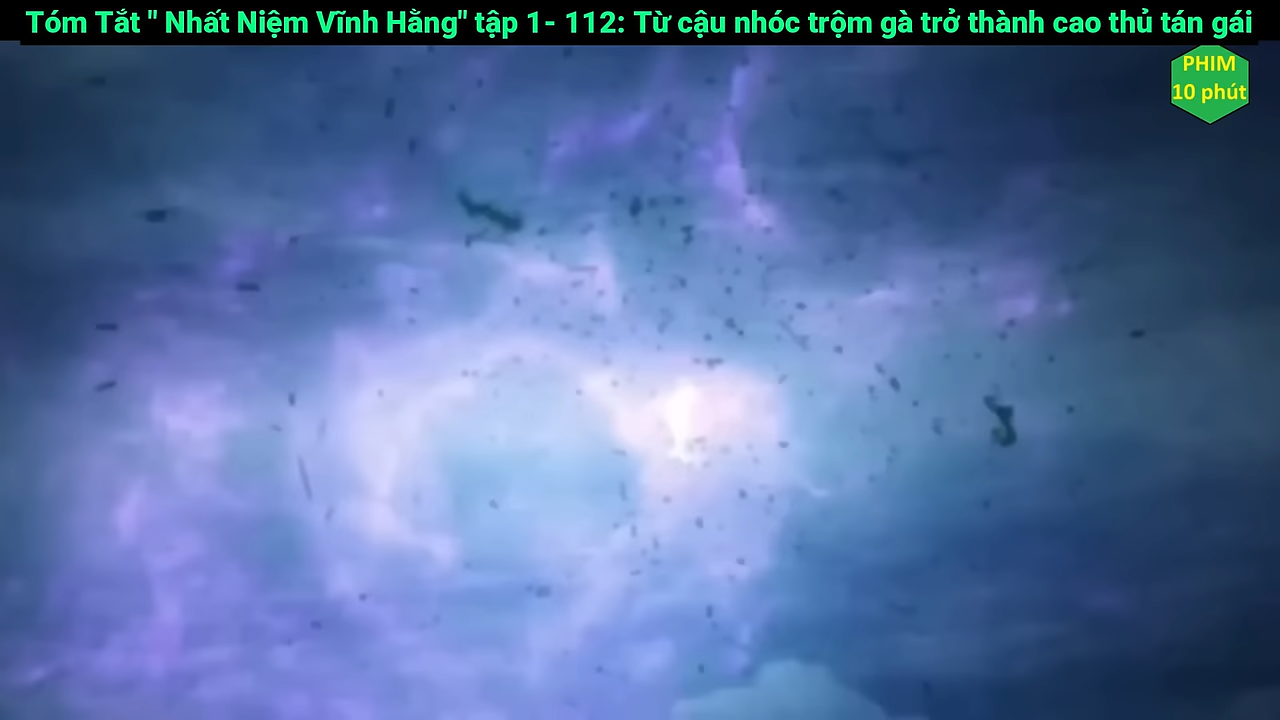 Tóm Tắt " Nhất Niệm Vĩnh Hằng" tập 1- 112: Từ cậu nhóc trộm gà trở thành cao thủ tán gái
PHIM
10 phút